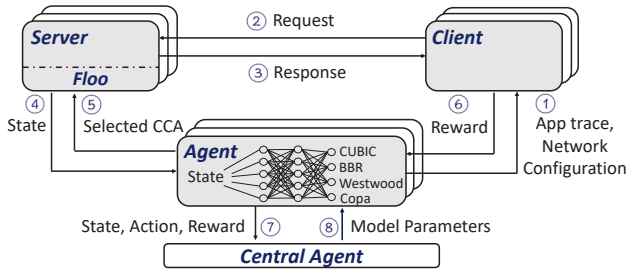 ② Request
Server
Client
Floo
③ Response
④
⑤
⑥
①
State
Selected CCA
Reward
App trace,
Network
Configuration
Agent
State
CUBIC
BBR
Westwood
Copa
State, Action, Reward ⑦
⑧ Model Parameters
Central Agent